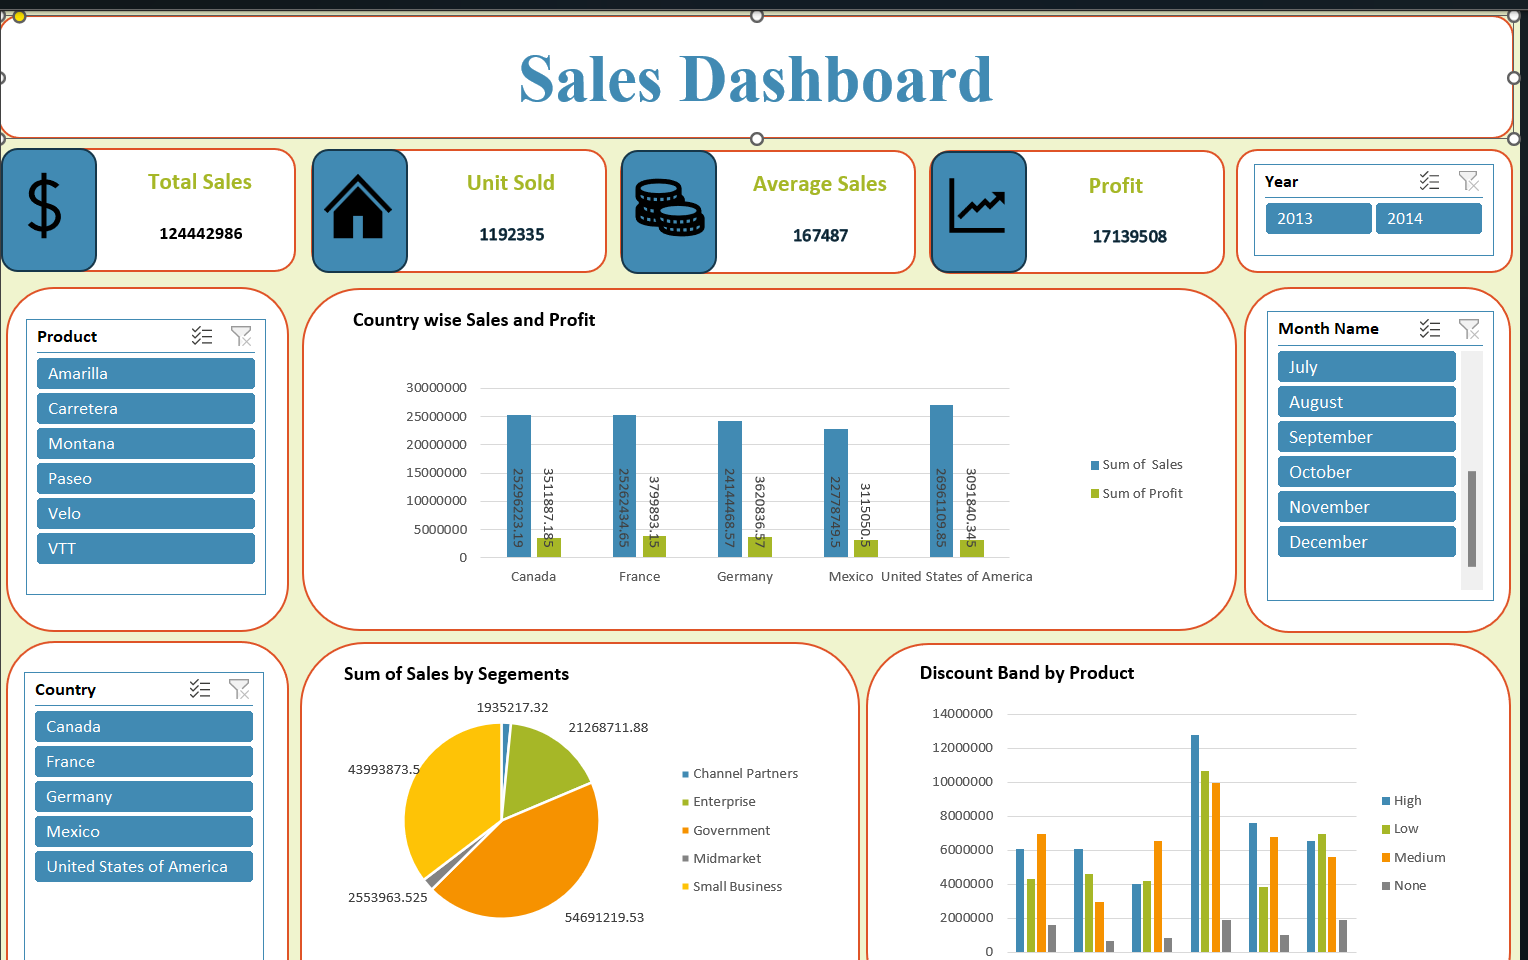 Sales Dashboard
Total Sales
124442986
Unit Sold
1192335
Average Sales
167487
Profit
17139508
Year
2013
2014
Product
Amarilla
Carretera
Montana
Paseo
Velo
VTT
Country wise Sales and Profit
30000000
25000000
20000000
15000000
10000000
5000000
0
25296223.19
3511887.185
25262434.65
3799893.15
24144468.57
3620836.57
22778749.5
3115050.5
26961109.85
3091840.345
Canada
France
Germany
Mexico
United States of America
Sum of  Sales
Sum of Profit
Month Name
July
August
September
October
November
December
Country
Canada
France
Germany
Mexico
United States of America
Sum of Sales by Segements
1935217.32
21268711.88
43993873.5
2553963.525
54691219.53
Channel Partners
Enterprise
Government
Midmarket
Small Business
Discount Band by Product
14000000
12000000
10000000
8000000
6000000
4000000
2000000
0
High
Low
Medium
None